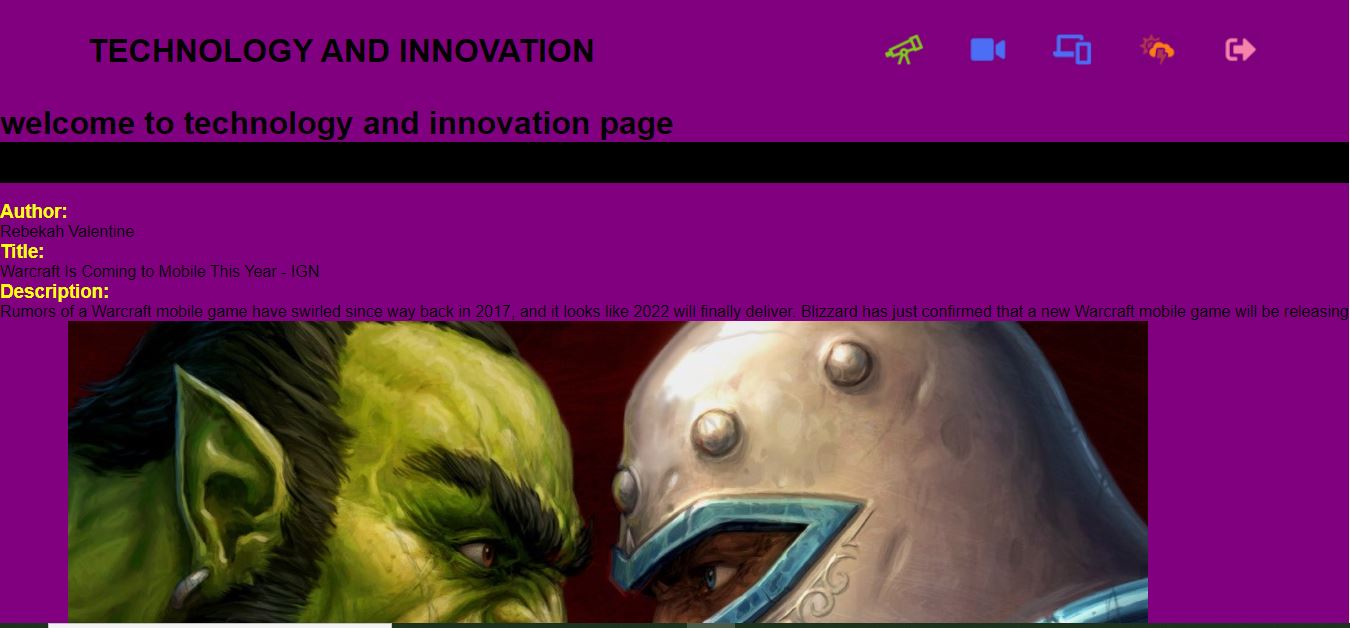 TECHNOLOGY AND INNOVATION
welcome to technology and innovation page
Author:
Rebekah Valentine
Title:
Warcraft Is Coming to Mobile This Year - IGN
Description:
Rumors of a Warcraft mobile game have swirled since way back in 2017, and it looks like 2022 will finally deliver. Blizzard has just confirmed that a new Warcraft mobile game will be releasing